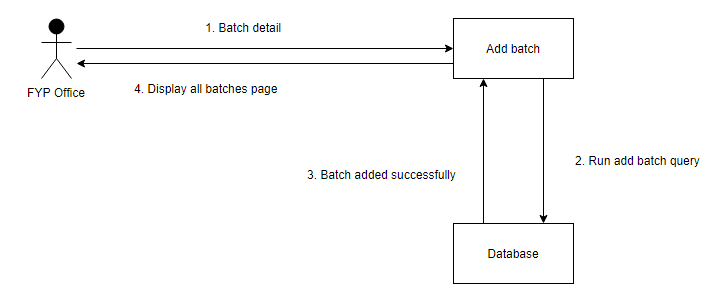 1. Batch detail
Add batch
4. Display all batches page
FYP Office
2. Run add batch query
3. Batch added successfully
Database